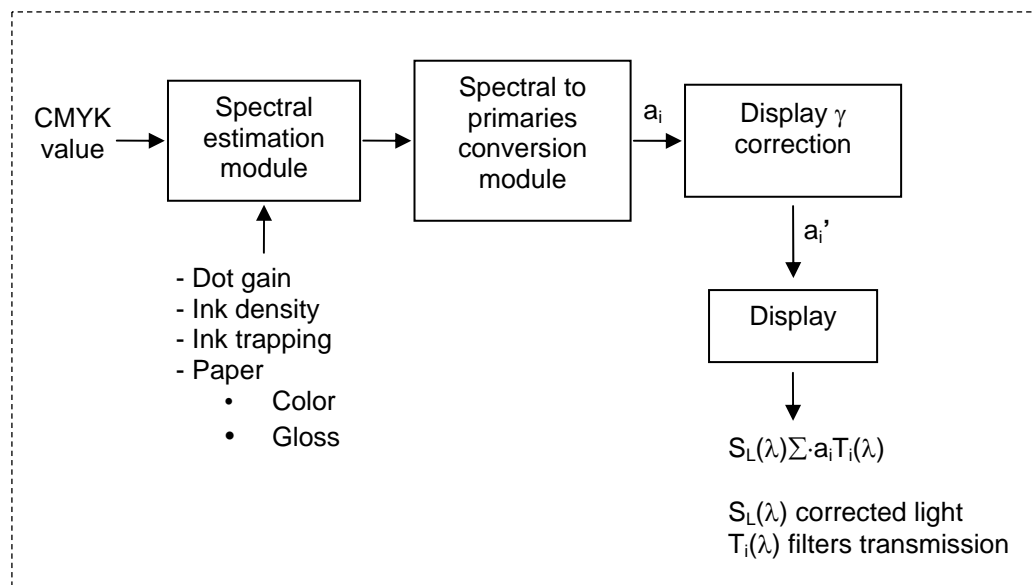 CMYK
value
Spectral
estimation
module
Spectral to
primaries
conversion
module
aᵢ
Display γ
correction
aᵢ’
- Dot gain
- Ink density
- Ink trapping
- Paper
• Color
• Gloss
Display
S_L(λ)∑·aᵢTᵢ(λ)
S_L(λ) corrected light
Tᵢ(λ) filters transmission